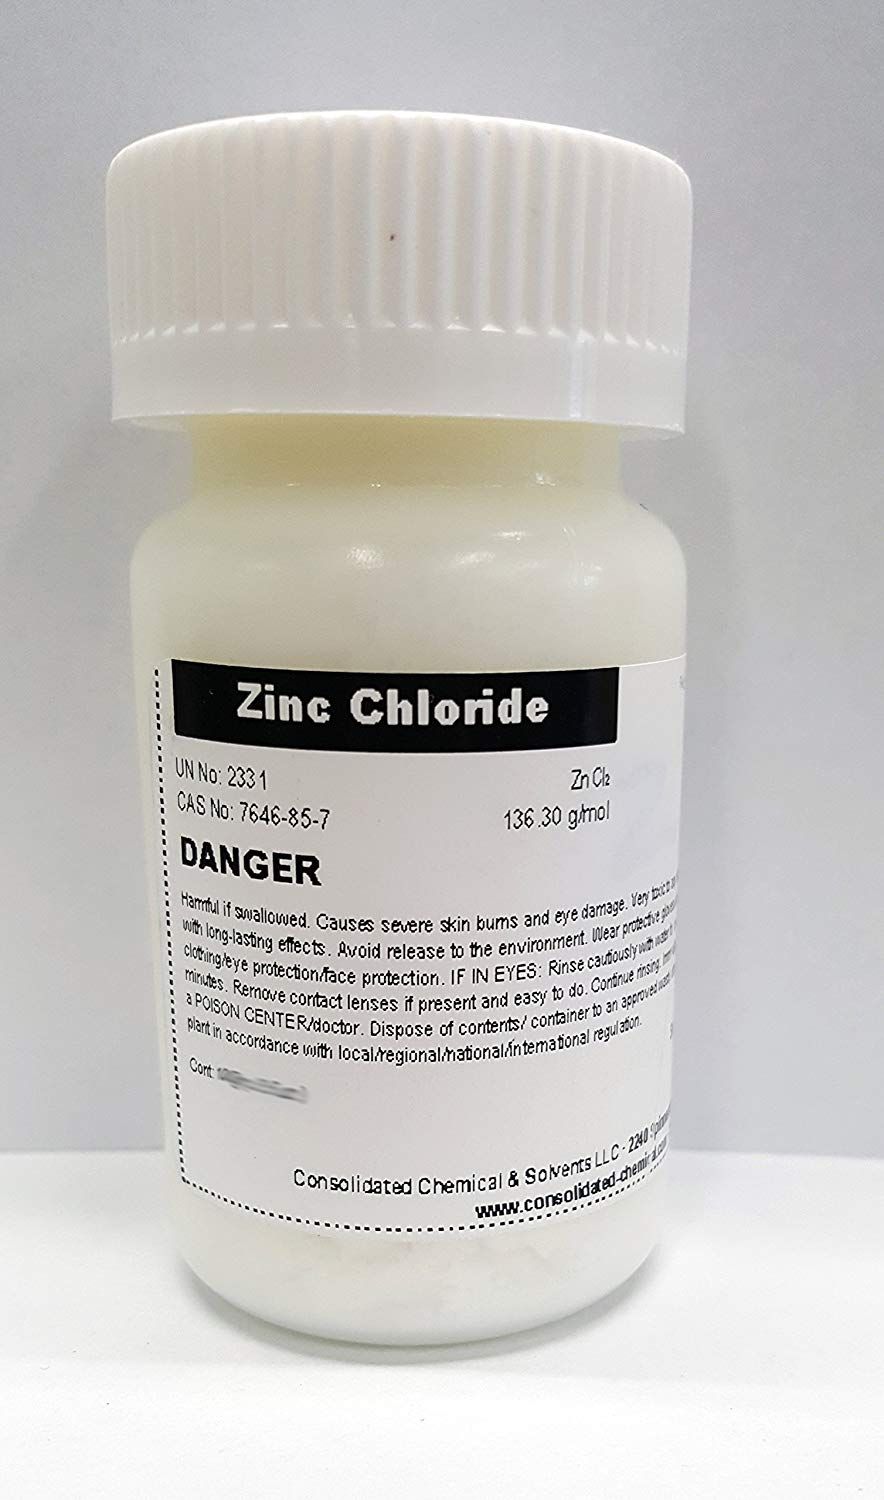 Zinc Chloride
UN No: 2331
Zn Cl₂
CAS No: 7646-85-7
136.30 g/mol
DANGER
Harmful if swallowed. Causes severe skin burns and eye damage. Very toxic to
with long-lasting effects. Avoid release to the environment. Wear protective
clothing/eye protection/face protection. IF IN EYES: Rinse cautiously with water
minutes. Remove contact lenses if present and easy to do. Continue rinsing.
a POISON CENTER/doctor. Dispose of contents/ container to an approved waste
plant in accordance with local/regional/national/international regulation.
Cont:
Consolidated Chemical & Solvents LLC - 2240
www.consolidated-chemical.com